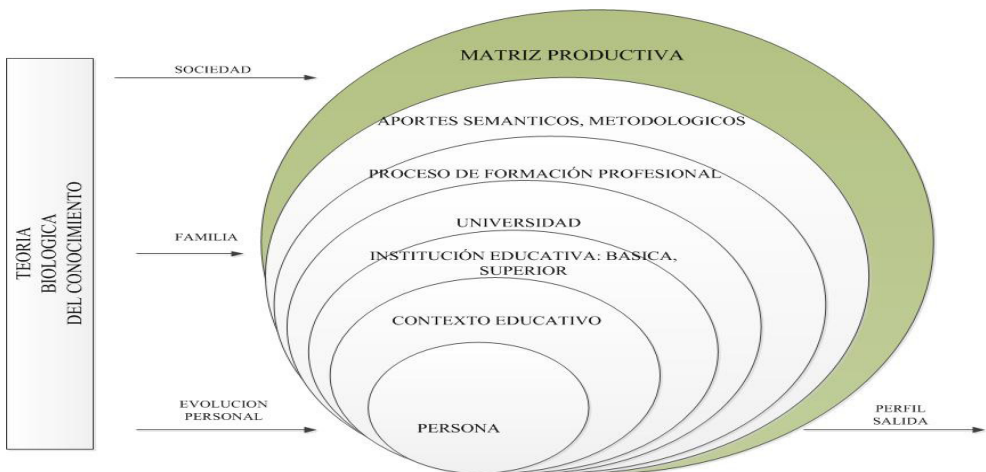 TEORIA
BIOLOGICA
DEL CONOCIMIENTO
SOCIEDAD
FAMILIA
EVOLUCION
PERSONAL
MATRIZ PRODUCTIVA
APORTES SEMANTICOS, METODOLOGICOS
PROCESO DE FORMACIÓN PROFESIONAL
UNIVERSIDAD
INSTITUCIÓN EDUCATIVA: BÁSICA,
SUPERIOR
CONTEXTO EDUCATIVO
PERSONA
PERFIL
SALIDA